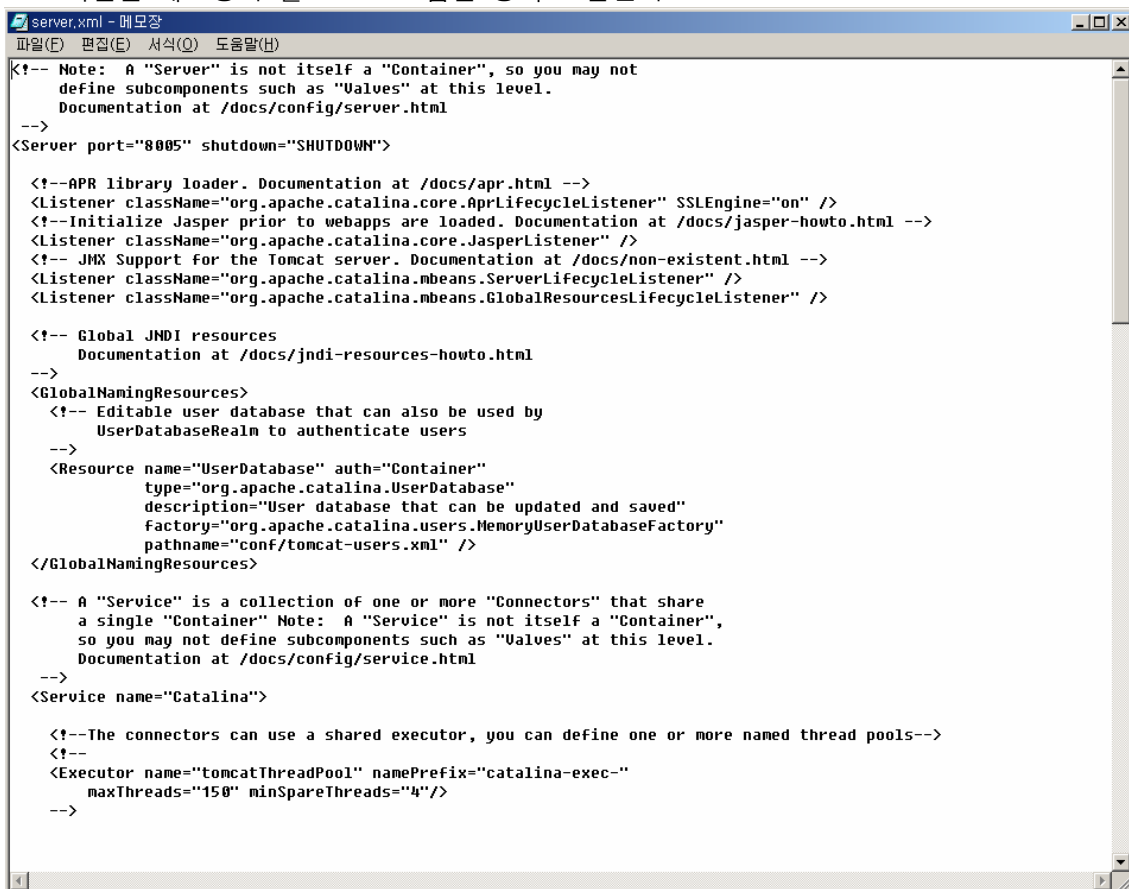 server.xml - 메모장
파일(F) 편집(E) 서식(O) 도움말(H)
<!-- Note:  A "Server" is not itself a "Container", so you may not
     define subcomponents such as "Valves" at this level.
     Documentation at /docs/config/server.html
 -->
<Server port="8005" shutdown="SHUTDOWN">

  <!--APR library loader. Documentation at /docs/apr.html -->
  <Listener className="org.apache.catalina.core.AprLifecycleListener" SSLEngine="on" />
  <!--Initialize Jasper prior to webapps are loaded. Documentation at /docs/jasper-howto.html -->
  <Listener className="org.apache.catalina.core.JasperListener" />
  <!-- JMX Support for the Tomcat server. Documentation at /docs/non-existent.html -->
  <Listener className="org.apache.catalina.mbeans.ServerLifecycleListener" />
  <Listener className="org.apache.catalina.mbeans.GlobalResourcesLifecycleListener" />

  <!-- Global JNDI resources
       Documentation at /docs/jndi-resources-howto.html
  -->
  <GlobalNamingResources>
    <!-- Editable user database that can also be used by
         UserDatabaseRealm to authenticate users
    -->
    <Resource name="UserDatabase" auth="Container"
              type="org.apache.catalina.UserDatabase"
              description="User database that can be updated and saved"
              factory="org.apache.catalina.users.MemoryUserDatabaseFactory"
              pathname="conf/tomcat-users.xml" />
  </GlobalNamingResources>

  <!-- A "Service" is a collection of one or more "Connectors" that share
       a single "Container" Note:  A "Service" is not itself a "Container",
       so you may not define subcomponents such as "Valves" at this level.
       Documentation at /docs/config/service.html
   -->
  <Service name="Catalina">

    <!--The connectors can use a shared executor, you can define one or more named thread pools-->
    <!--
    <Executor name="tomcatThreadPool" namePrefix="catalina-exec-"
        maxThreads="150" minSpareThreads="4"/>
    -->